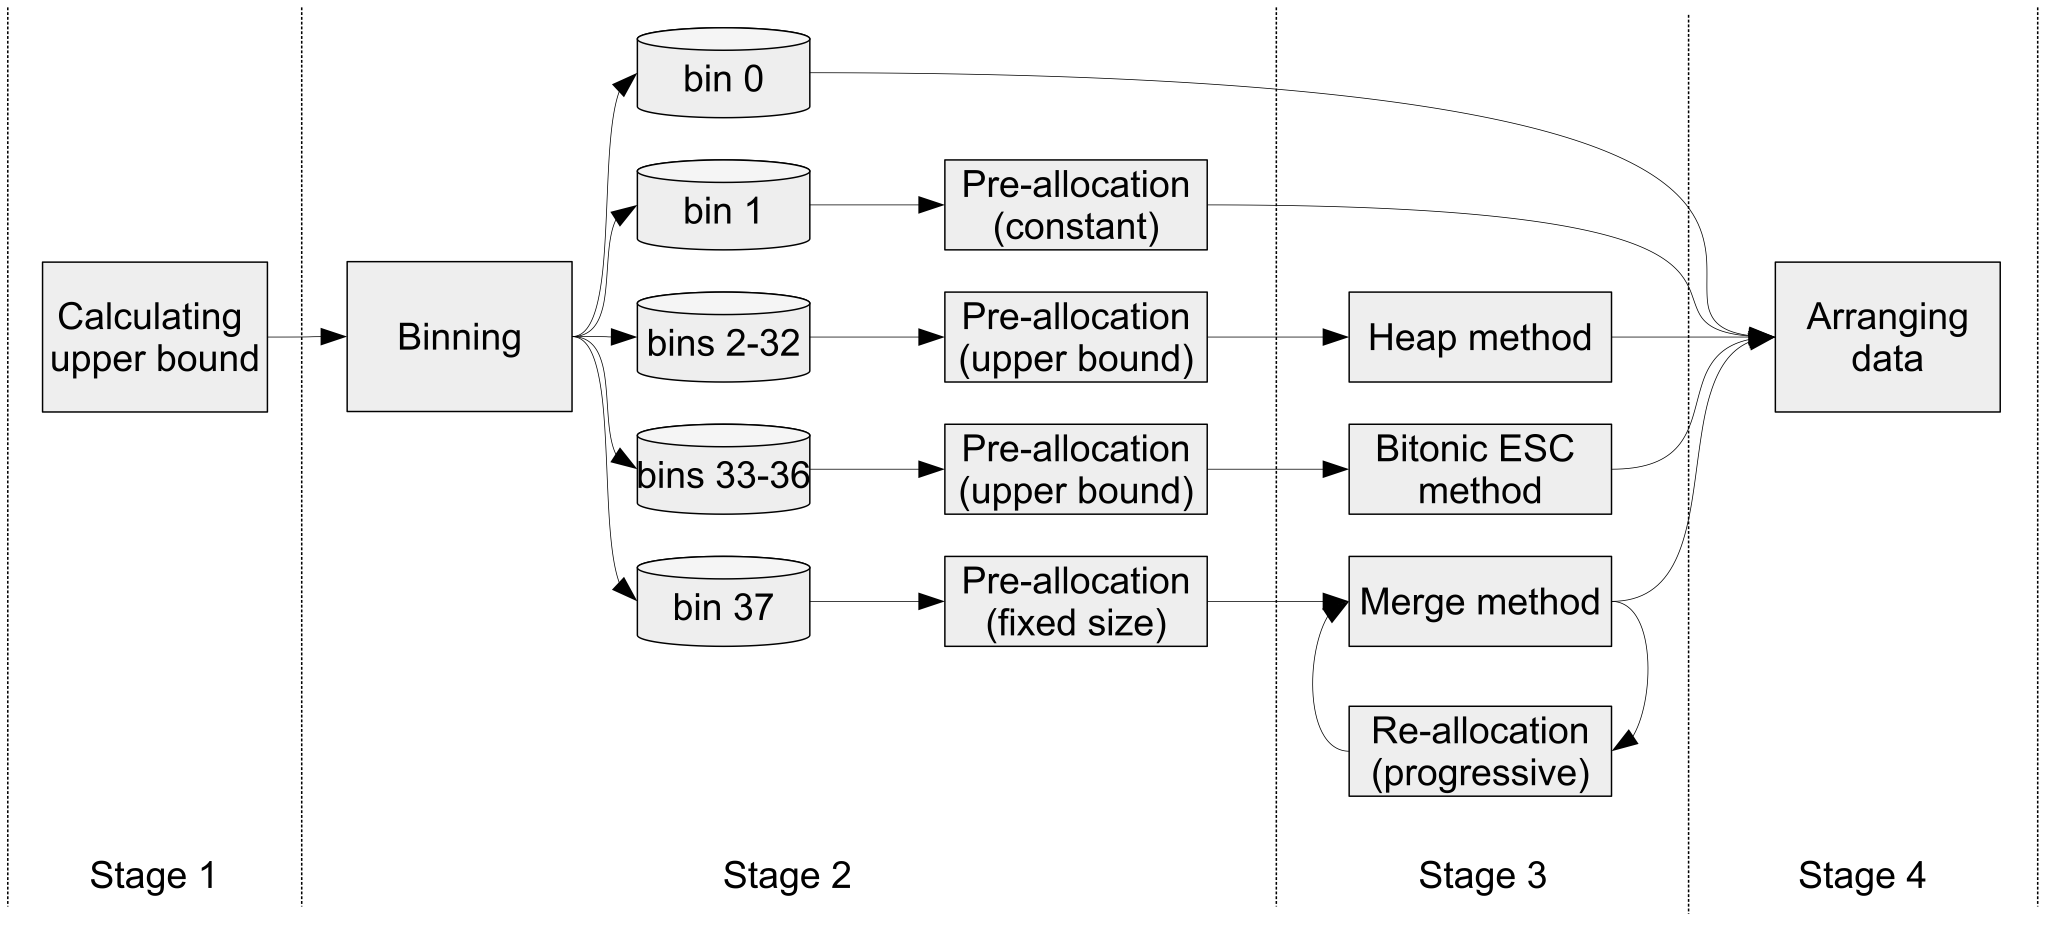 Calculating
upper bound
Binning
bin 0
bin 1
bins 2-32
bins 33-36
bin 37
Pre-allocation
(constant)
Pre-allocation
(upper bound)
Pre-allocation
(upper bound)
Pre-allocation
(fixed size)
Heap method
Bitonic ESC
method
Merge method
Re-allocation
(progressive)
Arranging
data
Stage 1
Stage 2
Stage 3
Stage 4